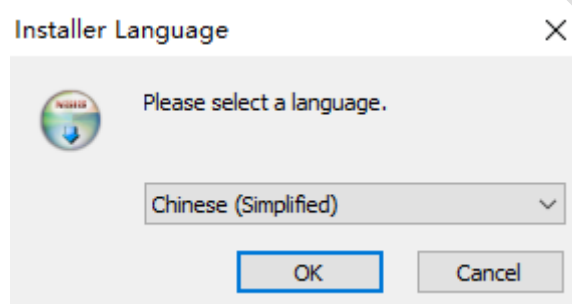 Installer Language
Please select a language.
Chinese (Simplified)
OK
Cancel